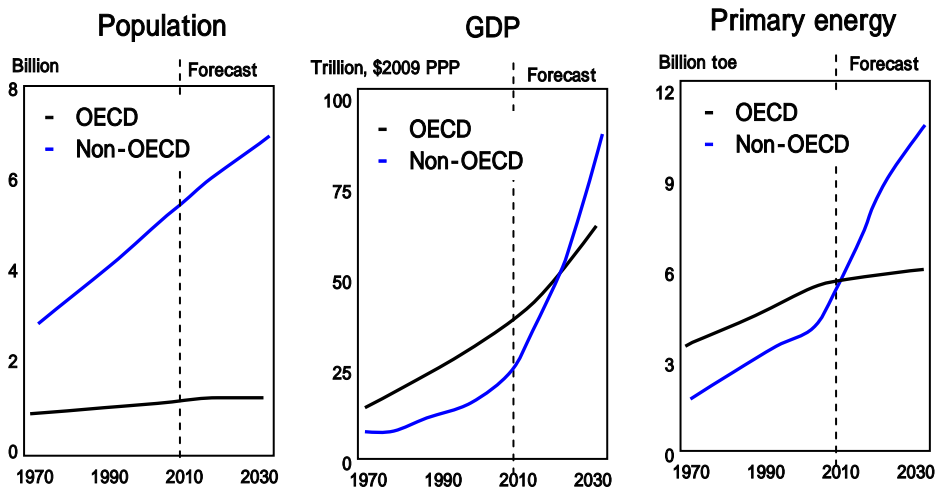 Population
Billion
Forecast
OECD
Non-OECD
8
6
4
2
0
1970 1990 2010 2030
GDP
Trillion, $2009 PPP
Forecast
OECD
Non-OECD
100
75
50
25
0
1970 1990 2010 2030
Primary energy
Billion toe
Forecast
OECD
Non-OECD
12
9
6
3
0
1970 1990 2010 2030